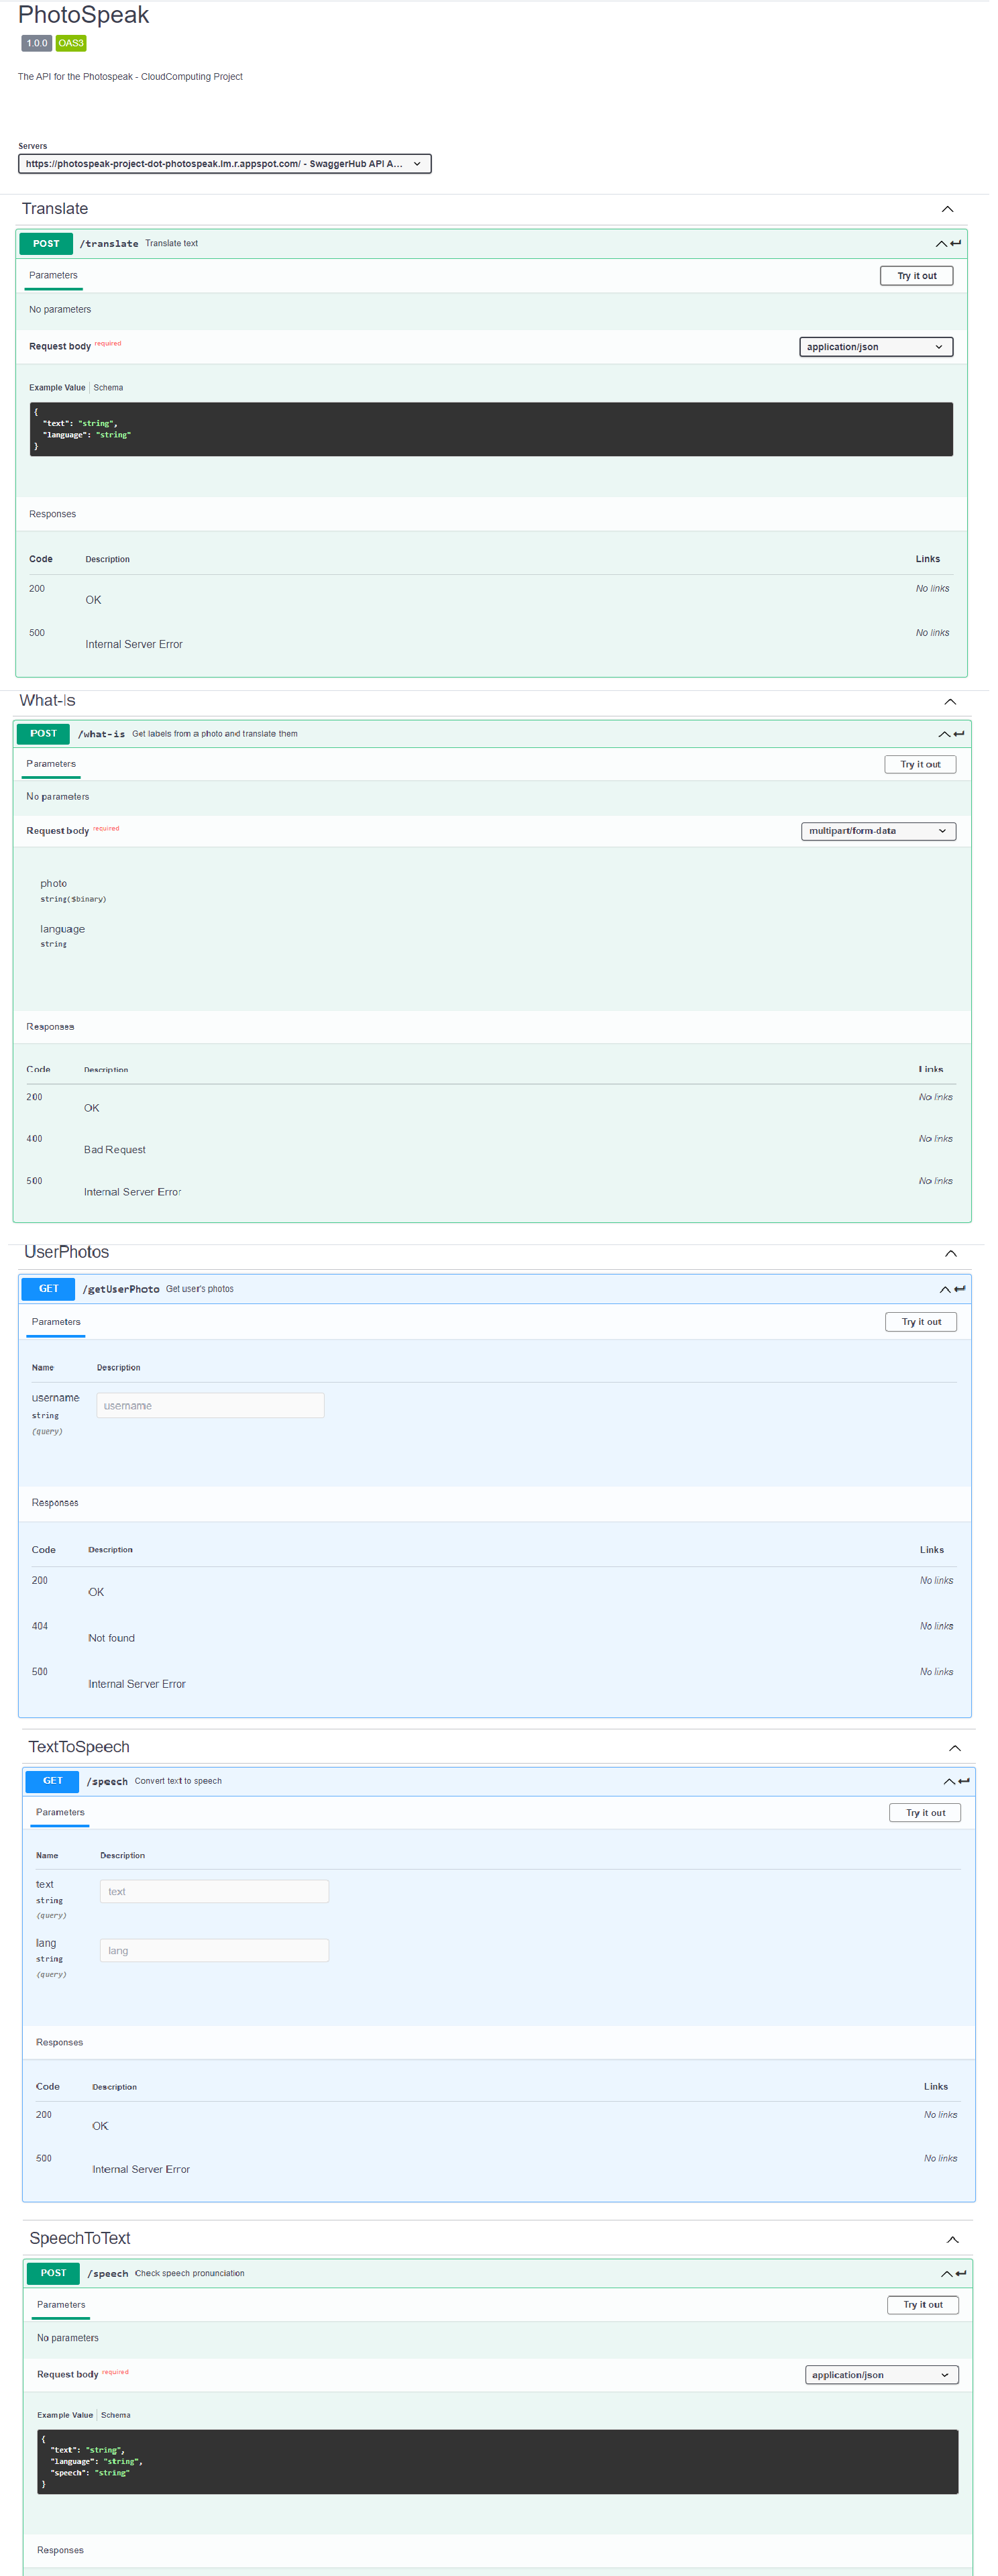 PhotoSpeak
1.0.0 OAS3
The API for the Photospeak - CloudComputing Project
Servers
https://photospeak-project-dot-photospeak.lm.r.appspot.com/ - SwaggerHub API A...
Translate
POST /translate Translate text
Parameters Try it out
No parameters
Request body required application/json
Example Value | Schema
{
"text": "string",
"language": "string"
}
Responses
Code Description Links
200 No links
OK
500 No links
Internal Server Error
What-Is
POST /what-is Get labels from a photo and translate them
Parameters Try it out
No parameters
Request body required multipart/form-data
photo
string($binary)
language
string
Responses
Code Description Links
200 No links
OK
400 No links
Bad Request
500 No links
Internal Server Error
UserPhotos
GET /getUserPhoto Get user's photos
Parameters Try it out
Name Description
username username
string
(query)
Responses
Code Description Links
200 No links
OK
404 No links
Not found
500 No links
Internal Server Error
TextToSpeech
GET /speech Convert text to speech
Parameters Try it out
Name Description
text text
string
(query)
lang lang
string
(query)
Responses
Code Description Links
200 No links
OK
500 No links
Internal Server Error
SpeechToText
POST /speech Check speech pronunciation
Parameters Try it out
No parameters
Request body required application/json
Example Value | Schema
{
"text": "string",
"language": "string",
"speech": "string"
}
Responses